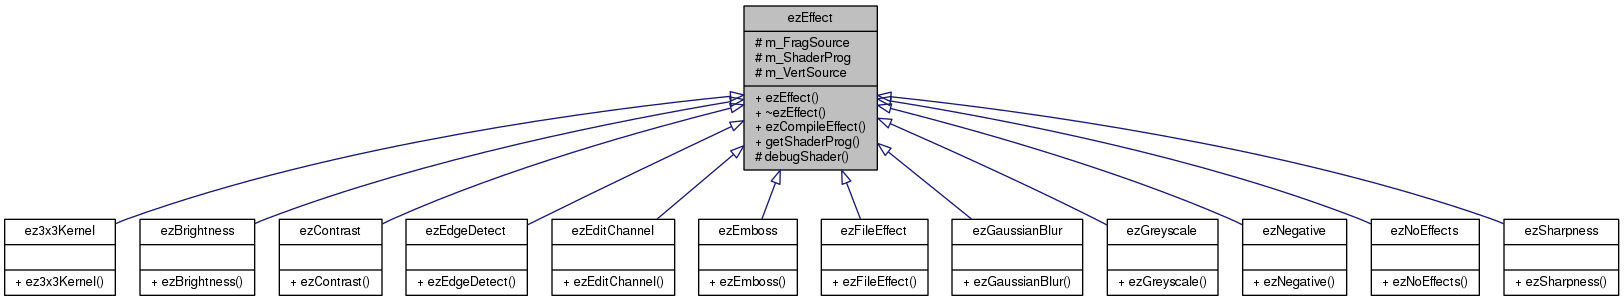 ezEffect
# m_FragSource
# m_ShaderProg
# m_VertSource
+ ezEffect()
+ ~ezEffect()
+ ezCompileEffect()
+ getShaderProg()
# debugShader()
ez3x3Kernel
+ ez3x3Kernel()
ezBrightness
+ ezBrightness()
ezContrast
+ ezContrast()
ezEdgeDetect
+ ezEdgeDetect()
ezEditChannel
+ ezEditChannel()
ezEmboss
+ ezEmboss()
ezFileEffect
+ ezFileEffect()
ezGaussianBlur
+ ezGaussianBlur()
ezGreyscale
+ ezGreyscale()
ezNegative
+ ezNegative()
ezNoEffects
+ ezNoEffects()
ezSharpness
+ ezSharpness()